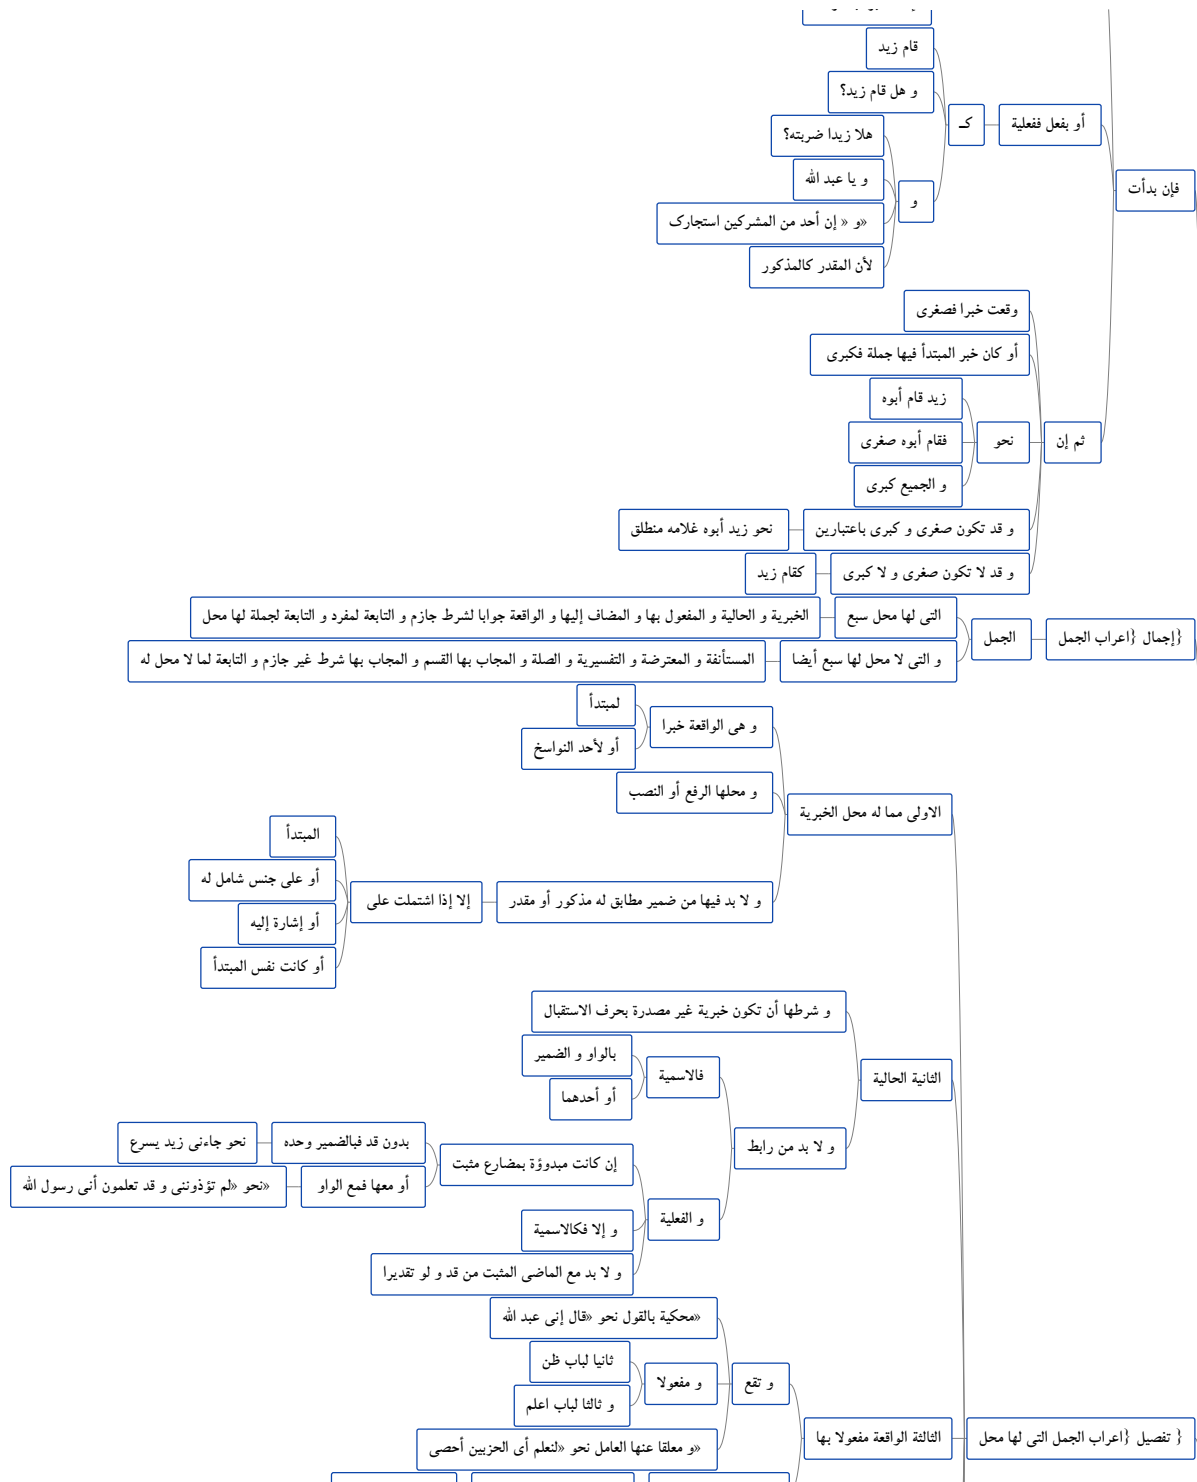 فإن بدأت
أو بفعل ففعلية
كـ
قام زيد
و هل قام زيد؟
و
هلا زيدا ضربته؟
و يا عبد الله
«و « إن أحد من المشركين استجارک
لأن المقدر كالمذكور
ثم إن
وقعت خبرا فصغرى
أو كان خبر المبتدأ فيها جملة فكبرى
نحو
زيد قام أبوه
فقام أبوه صغرى
و الجميع كبرى
و قد تكون صغرى و كبرى باعتبارين
نحو زيد أبوه غلامه منطلق
و قد لا تكون صغرى و لا كبرى
كقام زيد
{إجمال {اعراب الجمل
الجمل
التى لها محل سبع
الخبرية و الحالية و المفعول بها و المضاف إليها و الواقعة جوابا لشرط جازم و التابعة لمفرد و التابعة لجملة لها محل
و التى لا محل لها سبع أيضا
المستأنفة و المعترضة و التفسيرية و الصلة و المجاب بها القسم و المجاب بها شرط غير جازم و التابعة لما لا محل له
{ تفصيل {اعراب الجمل التى لها محل
الاولى مما له محل الخبرية
و هى الواقعة خبرا
لمبتدأ
أو لأحد النواسخ
و محلها الرفع أو النصب
و لا بد فيها من ضمير مطابق له مذكور أو مقدر
إلا إذا اشتملت على
المبتدأ
أو على جنس شامل له
أو إشارة إليه
أو كانت نفس المبتدأ
الثانية الحالية
و شرطها أن تكون خبرية غير مصدرة بحرف الاستقبال
و لا بد من رابط
فالاسمية
بالواو و الضمير
أو أحدهما
و الفعلية
إن كانت مبدوؤة بمضارع مثبت
بدون قد فبالضمير وحده
نحو جاءنى زيد يسرع
أو معها فمع الواو
«نحو «لم تؤذوننى و قد تعلمون أنى رسول الله
و إلا فكالاسمية
و لا بد مع الماضى المثبت من قد و لو تقديرا
الثالثة الواقعة مفعولا بها
و تقع
«محكية بالقول نحو «قال إنى عبد الله
و مفعولا
ثانيا لباب ظن
و ثالثا لباب اعلم
«و معلقا عنها العامل نحو «لنعلم أى الحزبين أحصى